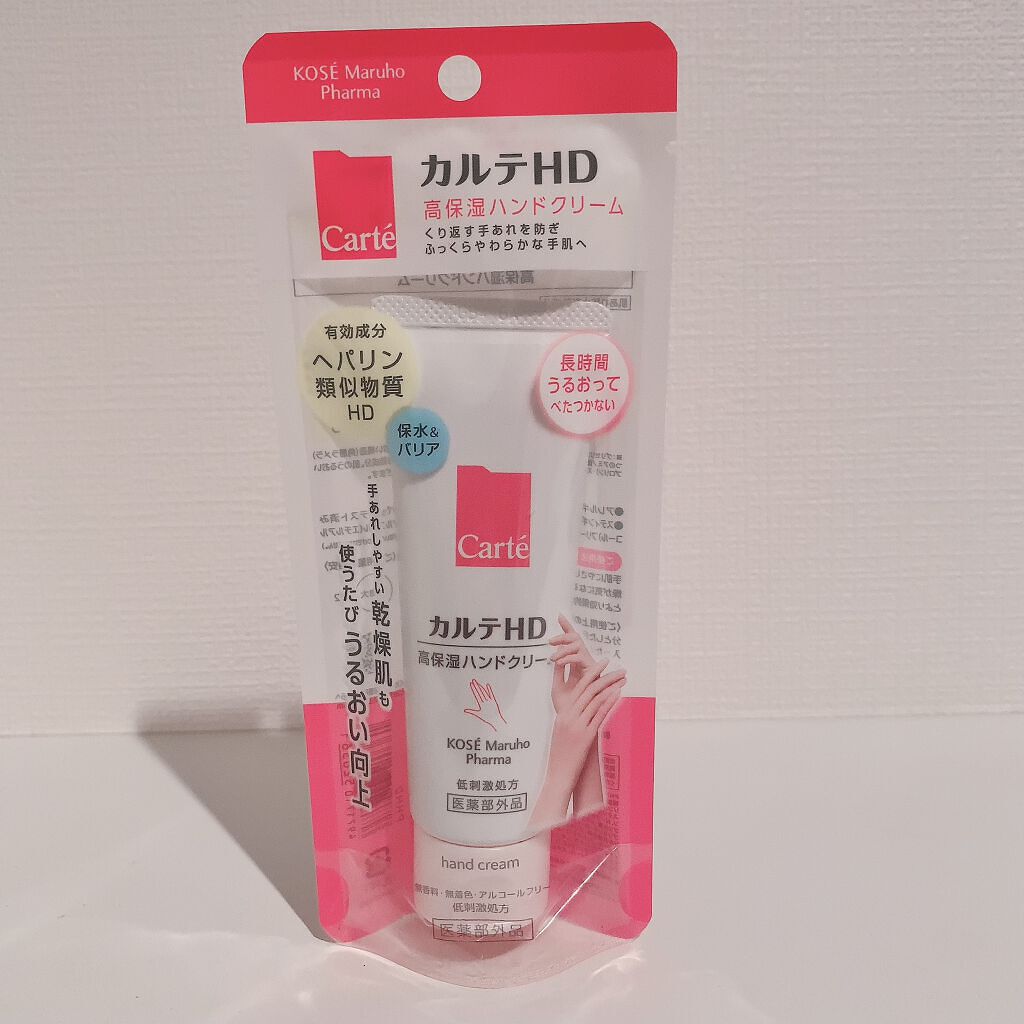 KOSÉ Maruho
Pharma
Carté
カルテHD
高保湿ハンドクリーム
くり返す手あれを防ぎ
ふっくらやわらかな手肌へ
有効成分
ヘパリン
類似物質
HD
保水&
バリア
長時間
うるおって
べたつかない
手あれしやすい乾燥肌も
使うたびうるおい向上
Carté
カルテHD
高保湿ハンドクリーム
KOSÉ Maruho
Pharma
低刺激処方
医薬部外品
hand cream
無香料・無着色・アルコールフリー
低刺激処方
医薬部外品